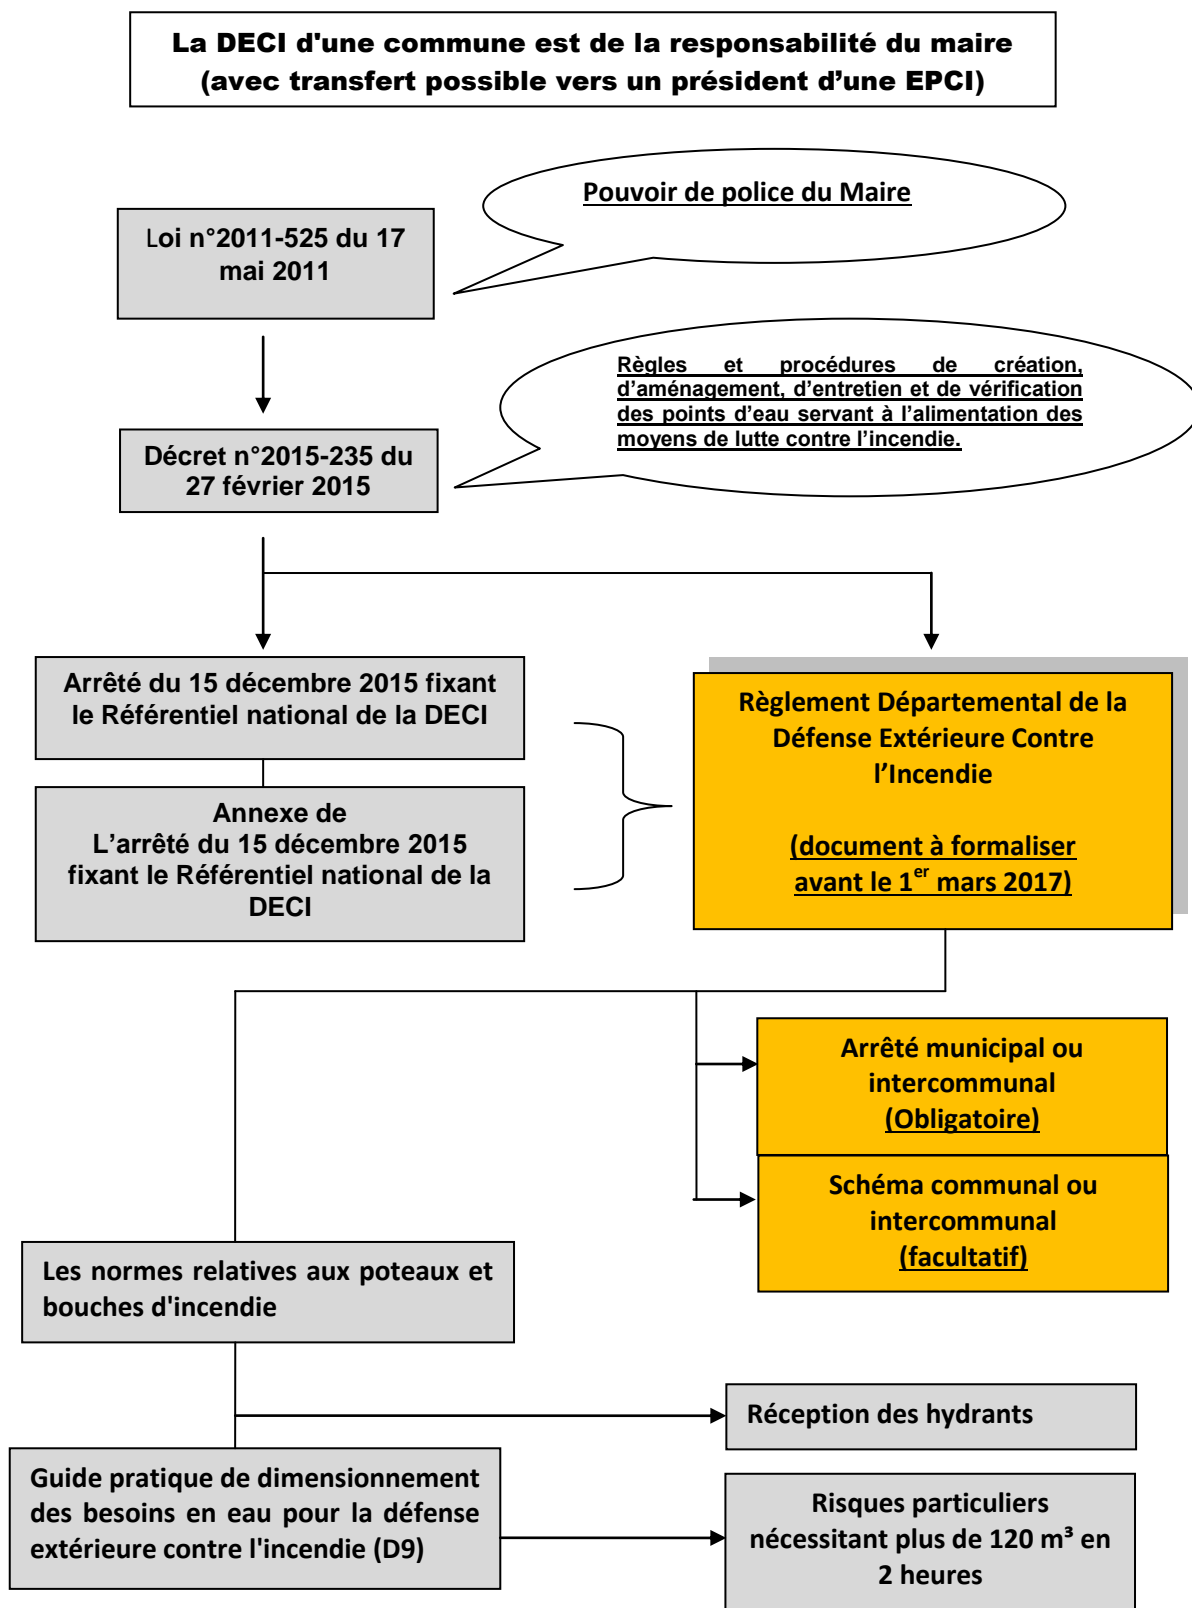 La DECI d'une commune est de la responsabilité du maire
(avec transfert possible vers un président d’une EPCI)
Pouvoir de police du Maire
Loi n°2011-525 du 17
mai 2011
Règles et procédures de création,
d’aménagement, d’entretien et de vérification
des points d’eau servant à l’alimentation des
moyens de lutte contre l’incendie.
Décret n°2015-235 du
27 février 2015
Arrêté du 15 décembre 2015 fixant
le Référentiel national de la DECI
Annexe de
L’arrêté du 15 décembre 2015
fixant le Référentiel national de la
DECI
Règlement Départemental de la
Défense Extérieure Contre
l’Incendie
(document à formaliser
avant le 1er mars 2017)
Arrêté municipal ou
intercommunal
(Obligatoire)
Schéma communal ou
intercommunal
(facultatif)
Les normes relatives aux poteaux et
bouches d'incendie
Réception des hydrants
Guide pratique de dimensionnement
des besoins en eau pour la défense
extérieure contre l'incendie (D9)
Risques particuliers
nécessitant plus de 120 m³ en
2 heures